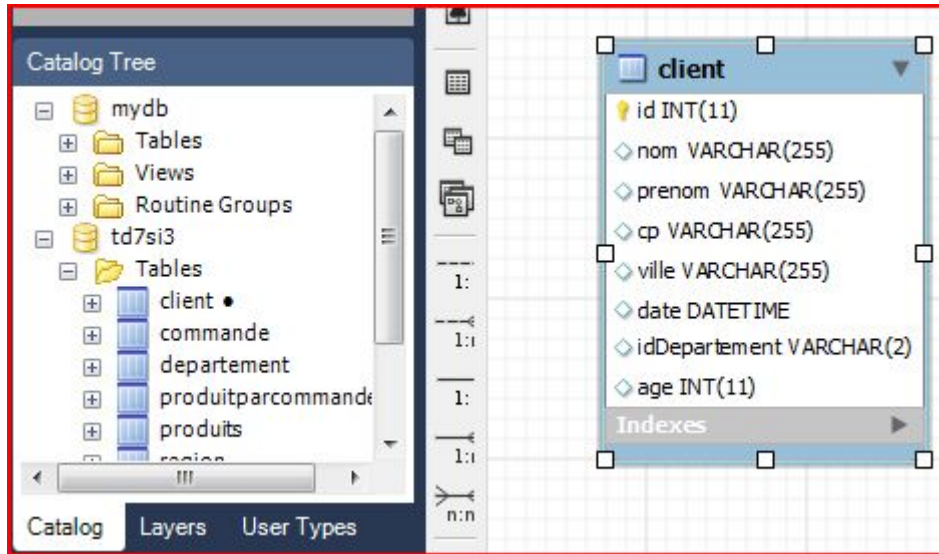 Catalog Tree
mydb
Tables
Views
Routine Groups
td7si3
Tables
client •
commande
departement
produitparcommande
produits
region
Catalog Layers User Types
1:
1:
1:
1:
n:n
client
id INT(11)
nom VARCHAR(255)
prenom VARCHAR(255)
cp VARCHAR(255)
ville VARCHAR(255)
date DATETIME
idDepartement VARCHAR(2)
age INT(11)
Indexes